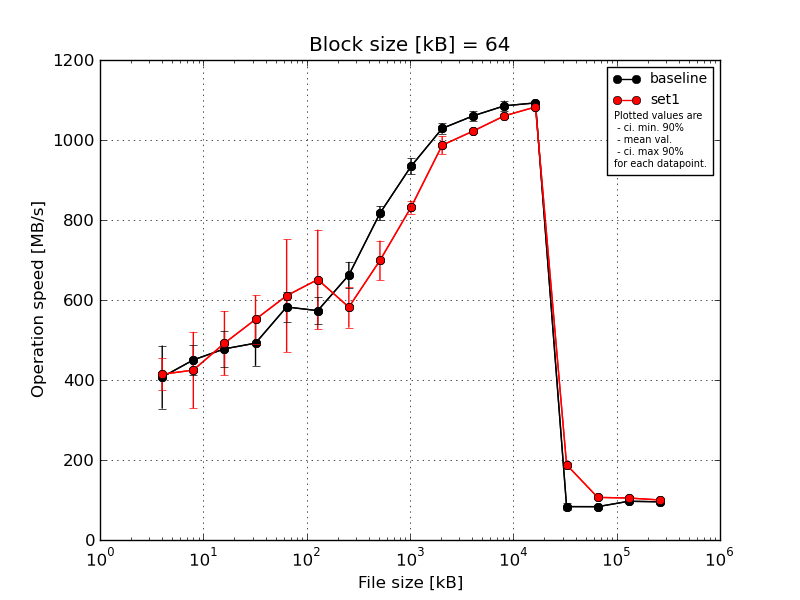 Block size [kB] = 64
1200
1000
800
600
400
200
0
Operation speed [MB/s]
baseline
set1
Plotted values are
- ci. min. 90%
- mean val.
- ci. max 90%
for each datapoint.
10^0 10^1 10^2 10^3 10^4 10^5 10^6
File size [kB]